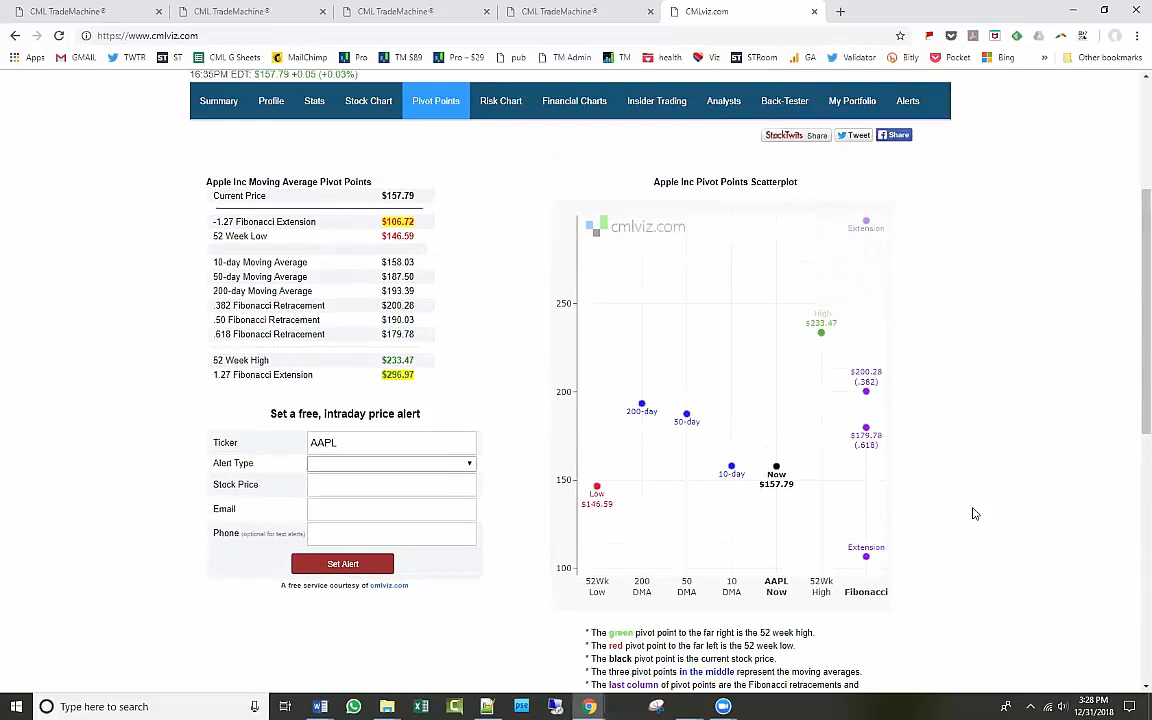 CML TradeMachine®
CML TradeMachine®
CML TradeMachine®
CML TradeMachine®
CMLviz.com
https://www.cmlviz.com
Apps
GMAIL
TWTR
ST
CML G Sheets
MailChimp
Pro
TM $89
Pro – $29
pub
TM Admin
TM
health
Viz
STRoom
GA
Validator
Bitly
Pocket
Bing
»
Other bookmarks
16:35PM EDT: $157.79 +0.05 (+0.03%)
Summary
Profile
Stats
Stock Chart
Pivot Points
Risk Chart
Financial Charts
Insider Trading
Analysts
Back-Tester
My Portfolio
Alerts
StockTwits Share
Tweet
Share
Apple Inc Moving Average Pivot Points
Current Price $157.79
-1.27 Fibonacci Extension $106.72
52 Week Low $146.59
10-day Moving Average $158.03
50-day Moving Average $187.50
200-day Moving Average $193.39
.382 Fibonacci Retracement $200.28
.50 Fibonacci Retracement $190.03
.618 Fibonacci Retracement $179.78
52 Week High $233.47
1.27 Fibonacci Extension $296.97
Set a free, intraday price alert
Ticker AAPL
Alert Type
Stock Price
Email
Phone (optional for text alerts)
Set Alert
A free service courtesy of cmlviz.com
Apple Inc Pivot Points Scatterplot
cmlviz.com
Extension
250
High
$233.47
$200.28
(.382)
200
200-day
50-day
$179.78
(.618)
150
10-day
Now
$157.79
Low
$146.59
Extension
100
52Wk
Low
200
DMA
50
DMA
10
DMA
AAPL
Now
52Wk
High
Fibonacci
* The green pivot point to the far right is the 52 week high.
* The red pivot point to the far left is the 52 week low.
* The black pivot point is the current stock price.
* The three pivot points in the middle represent the moving averages.
* The last column of pivot points are the Fibonacci retracements and
Type here to search
pse
3:28 PM
12/31/2018